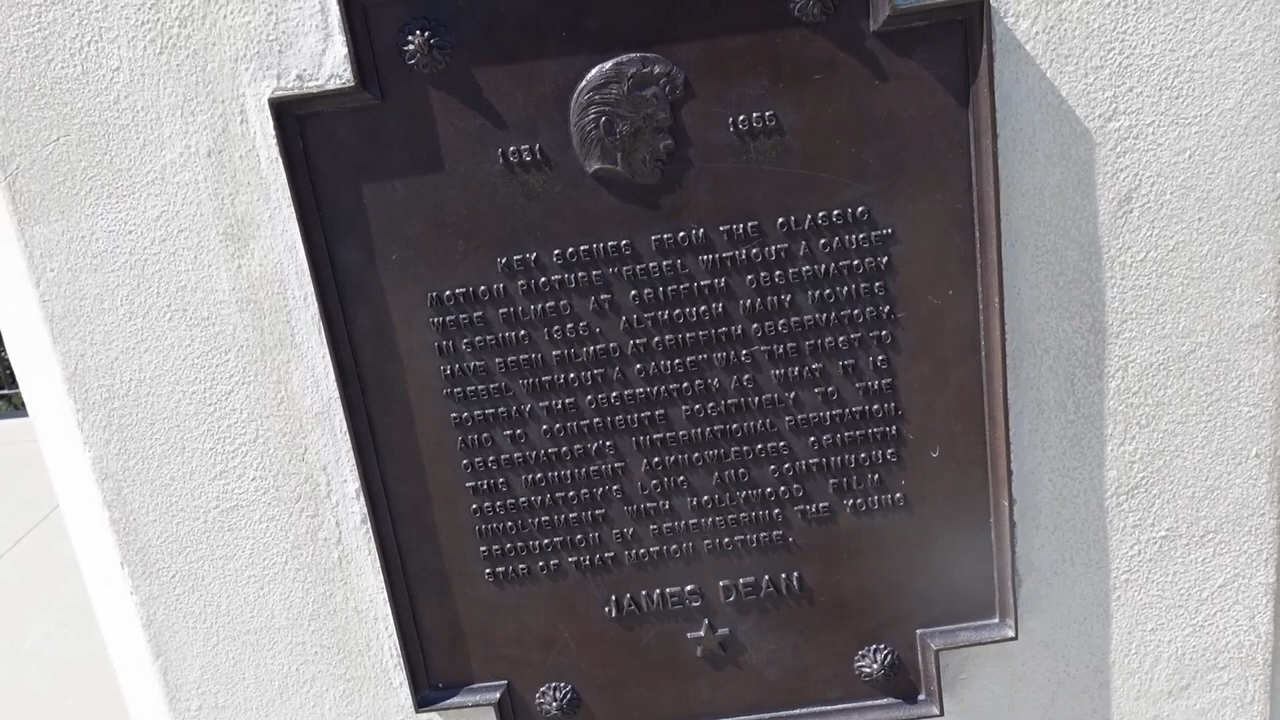 1931 1955
KEY SCENES FROM THE CLASSIC
MOTION PICTURE "REBEL WITHOUT A CAUSE"
WERE FILMED AT GRIFFITH OBSERVATORY
IN SPRING 1955. ALTHOUGH MANY MOVIES
HAVE BEEN FILMED AT GRIFFITH OBSERVATORY,
"REBEL WITHOUT A CAUSE" WAS THE FIRST TO
PORTRAY THE OBSERVATORY AS WHAT IT IS
AND TO CONTRIBUTE POSITIVELY TO THE
OBSERVATORY'S INTERNATIONAL REPUTATION.
THIS MONUMENT ACKNOWLEDGES GRIFFITH
OBSERVATORY'S LONG AND CONTINUOUS
INVOLVEMENT WITH HOLLYWOOD FILM
PRODUCTION BY REMEMBERING THE YOUNG
STAR OF THAT MOTION PICTURE.
JAMES DEAN